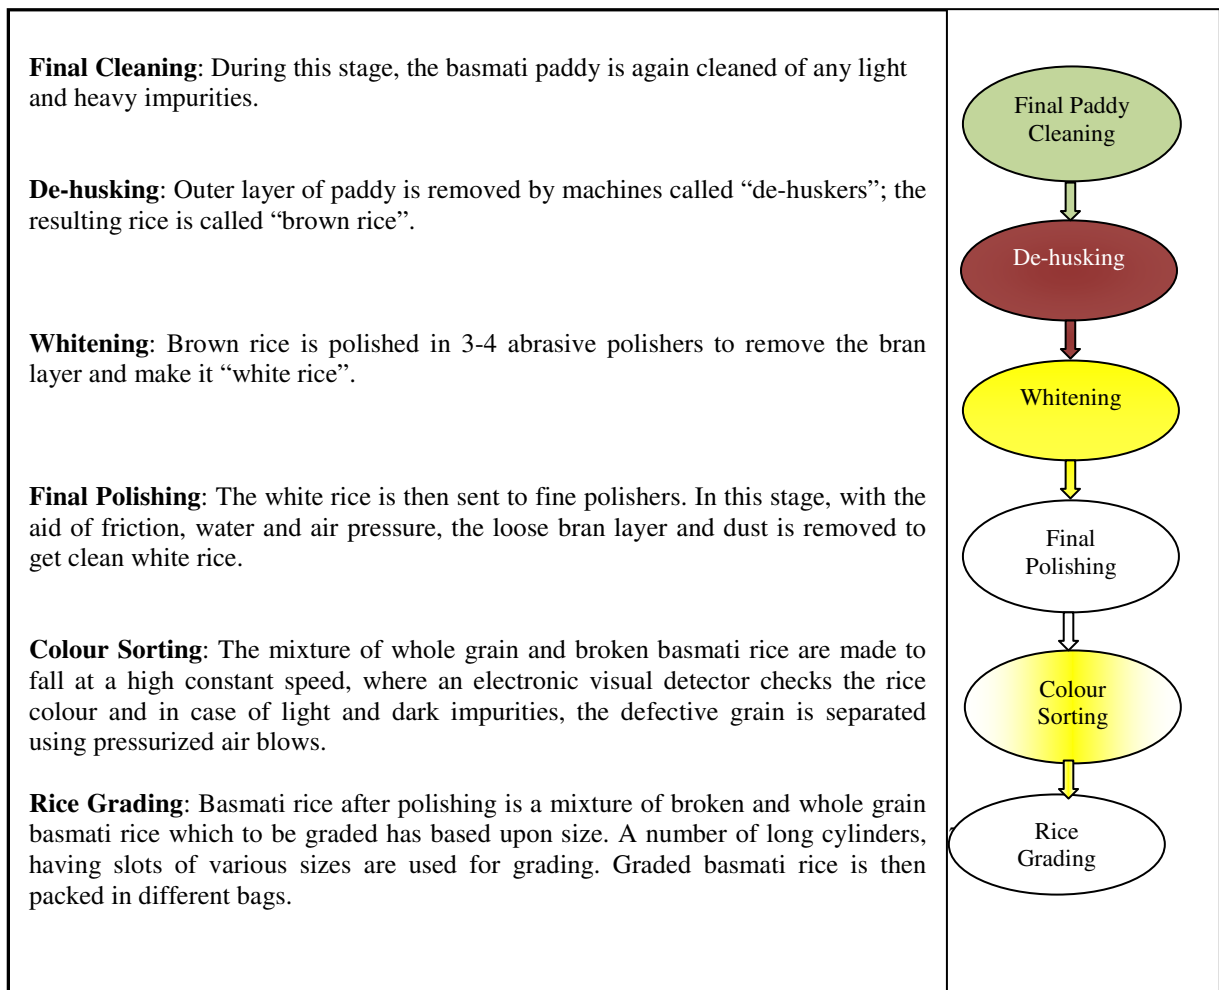 Final Cleaning: During this stage, the basmati paddy is again cleaned of any light
and heavy impurities.
De-husking: Outer layer of paddy is removed by machines called “de-huskers”; the
resulting rice is called “brown rice”.
Whitening: Brown rice is polished in 3-4 abrasive polishers to remove the bran
layer and make it “white rice”.
Final Polishing: The white rice is then sent to fine polishers. In this stage, with the
aid of friction, water and air pressure, the loose bran layer and dust is removed to
get clean white rice.
Colour Sorting: The mixture of whole grain and broken basmati rice are made to
fall at a high constant speed, where an electronic visual detector checks the rice
colour and in case of light and dark impurities, the defective grain is separated
using pressurized air blows.
Rice Grading: Basmati rice after polishing is a mixture of broken and whole grain
basmati rice which to be graded has based upon size. A number of long cylinders,
having slots of various sizes are used for grading. Graded basmati rice is then
packed in different bags.
Final Paddy
Cleaning
De-husking
Whitening
Final
Polishing
Colour
Sorting
Rice
Grading